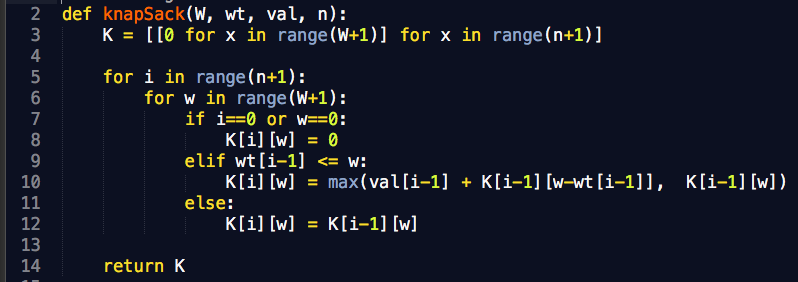 2 def knapSack(W, wt, val, n):
3     K = [[0 for x in range(W+1)] for x in range(n+1)]
4
5     for i in range(n+1):
6         for w in range(W+1):
7             if i==0 or w==0:
8                 K[i][w] = 0
9             elif wt[i-1] <= w:
10                 K[i][w] = max(val[i-1] + K[i-1][w-wt[i-1]],  K[i-1][w])
11             else:
12                 K[i][w] = K[i-1][w]
13
14     return K